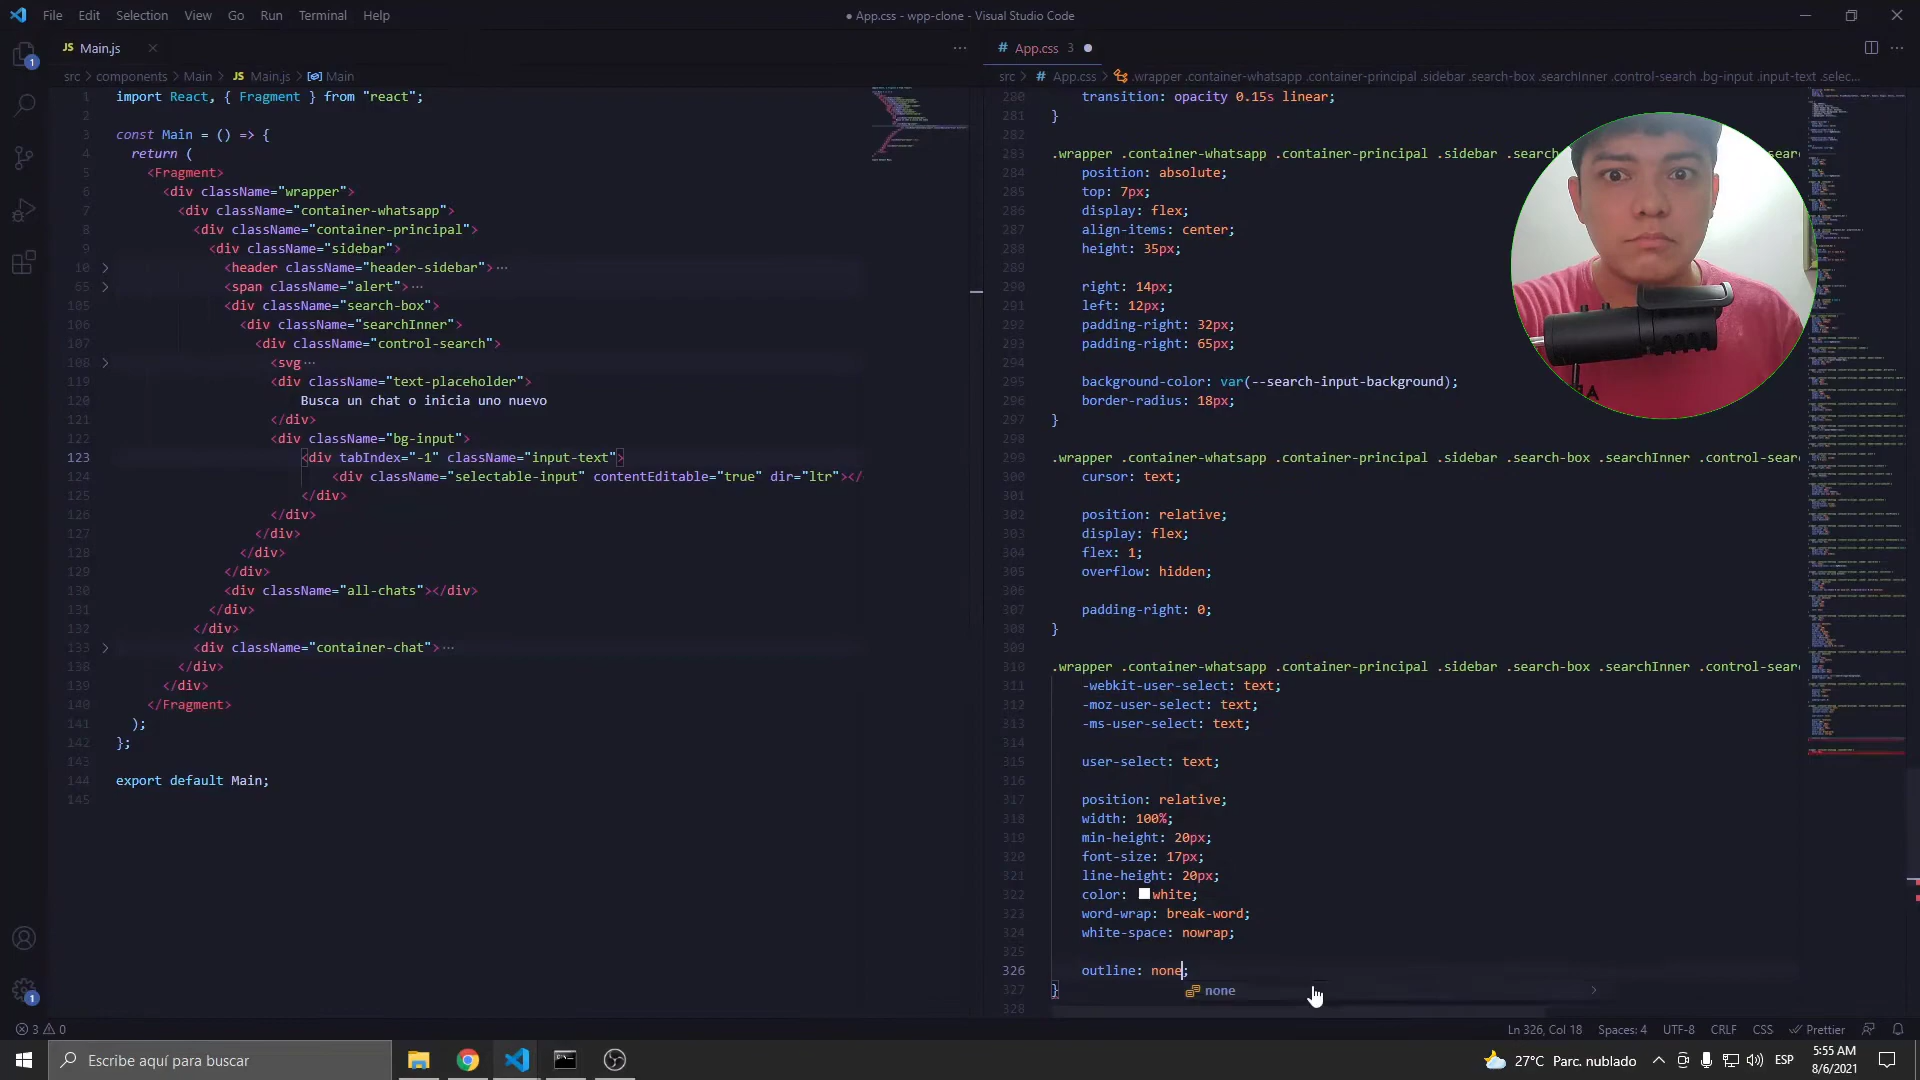 File Edit Selection View Go Run Terminal Help
● App.css - wpp-clone - Visual Studio Code
JS Main.js
# App.css 3
src > components > Main > JS Main.js > Main
src > # App.css > .wrapper .container-whatsapp .container-principal .sidebar .search-box .searchInner .control-search .bg-input .input-text .selec...
1 import React, { Fragment } from "react";
2
3 const Main = () => {
4 return (
5 <Fragment>
6 <div className="wrapper">
7 <div className="container-whatsapp">
8 <div className="container-principal">
9 <div className="sidebar">
10 <header className="header-sidebar">...
65 <span className="alert">...
105 <div className="search-box">
106 <div className="searchInner">
107 <div className="control-search">
108 <svg...
119 <div className="text-placeholder">
120 Busca un chat o inicia uno nuevo
121 </div>
122 <div className="bg-input">
123 <div tabIndex="-1" className="input-text">
124 <div className="selectable-input" contentEditable="true" dir="ltr"></
125 </div>
126 </div>
127 </div>
128 </div>
129 </div>
130 <div className="all-chats"></div>
131 </div>
132 </div>
133 <div className="container-chat">...
138 </div>
139 </div>
140 </Fragment>
141 );
142 };
143
144 export default Main;
145
280 transition: opacity 0.15s linear;
281 }
282
283 .wrapper .container-whatsapp .container-principal .sidebar .search
284 position: absolute;
285 top: 7px;
286 display: flex;
287 align-items: center;
288 height: 35px;
289
290 right: 14px;
291 left: 12px;
292 padding-right: 32px;
293 padding-right: 65px;
294
295 background-color: var(--search-input-background);
296 border-radius: 18px;
297 }
298
299 .wrapper .container-whatsapp .container-principal .sidebar .search-box .searchInner .control-sear
300 cursor: text;
301
302 position: relative;
303 display: flex;
304 flex: 1;
305 overflow: hidden;
306
307 padding-right: 0;
308 }
309
310 .wrapper .container-whatsapp .container-principal .sidebar .search-box .searchInner .control-sear
311 -webkit-user-select: text;
312 -moz-user-select: text;
313 -ms-user-select: text;
314
315 user-select: text;
316
317 position: relative;
318 width: 100%;
319 min-height: 20px;
320 font-size: 17px;
321 line-height: 20px;
322 color: white;
323 word-wrap: break-word;
324 white-space: nowrap;
325
326 outline: none;
327 }
none
328
3 0
Ln 326, Col 18 Spaces: 4 UTF-8 CRLF CSS Prettier
1
1
Escribe aquí para buscar
27°C Parc. nublado
ESP
5:55 AM
8/6/2021